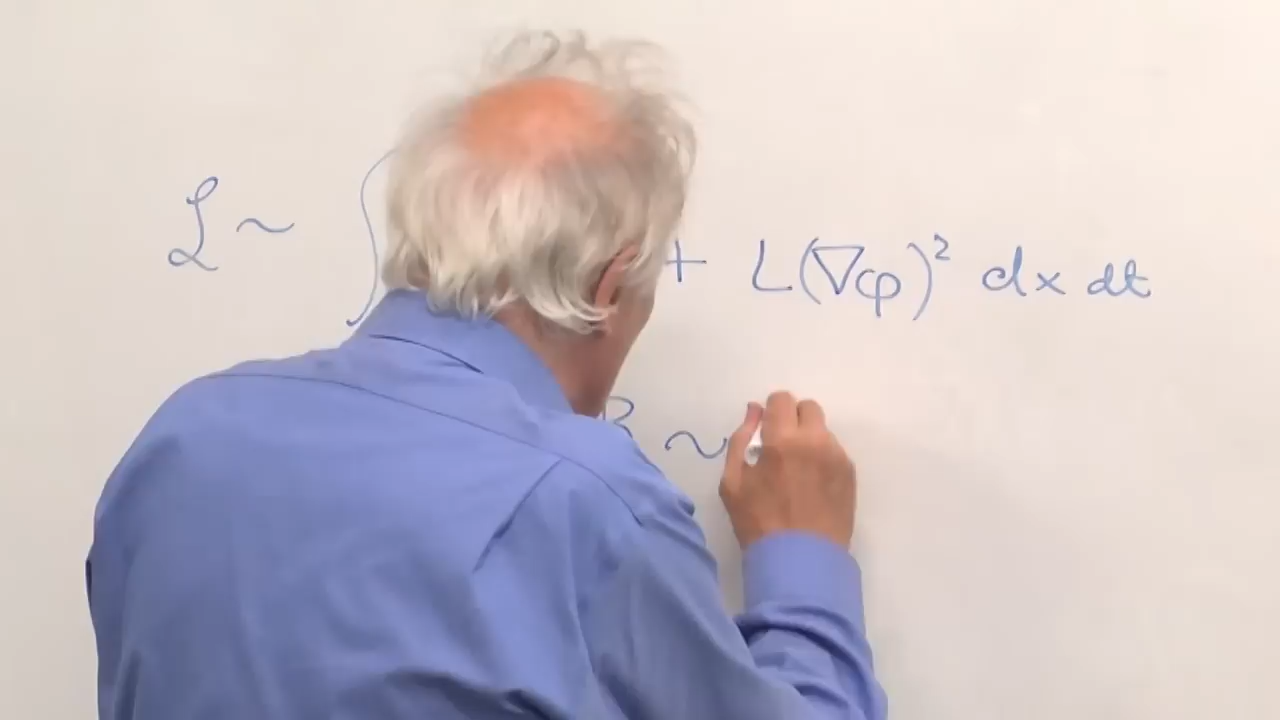 ℒ ~ ∫ + L(∇φ)² dx dt
~